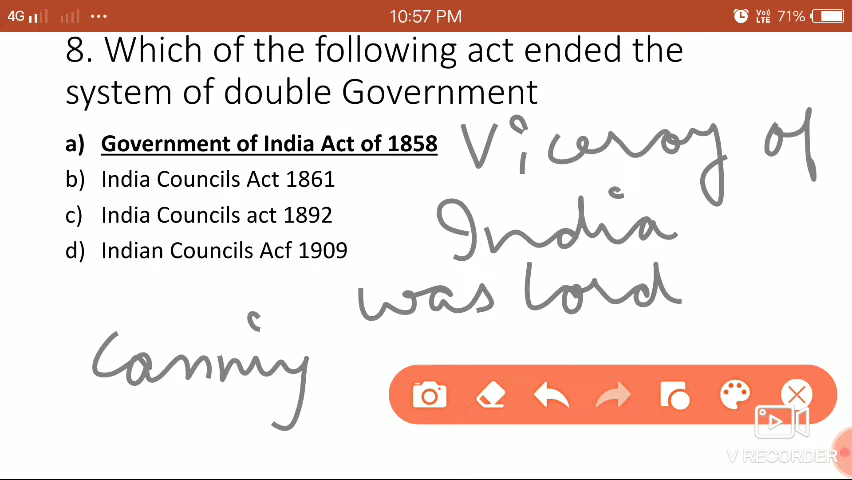 4G 10:57 PM Vo) LTE 71%
8. Which of the following act ended the
system of double Government
a) Government of India Act of 1858
b) India Councils Act 1861
c) India Councils act 1892
d) Indian Councils Acf 1909
Viceroy of
India
was Lord
Canning
V RECORDER